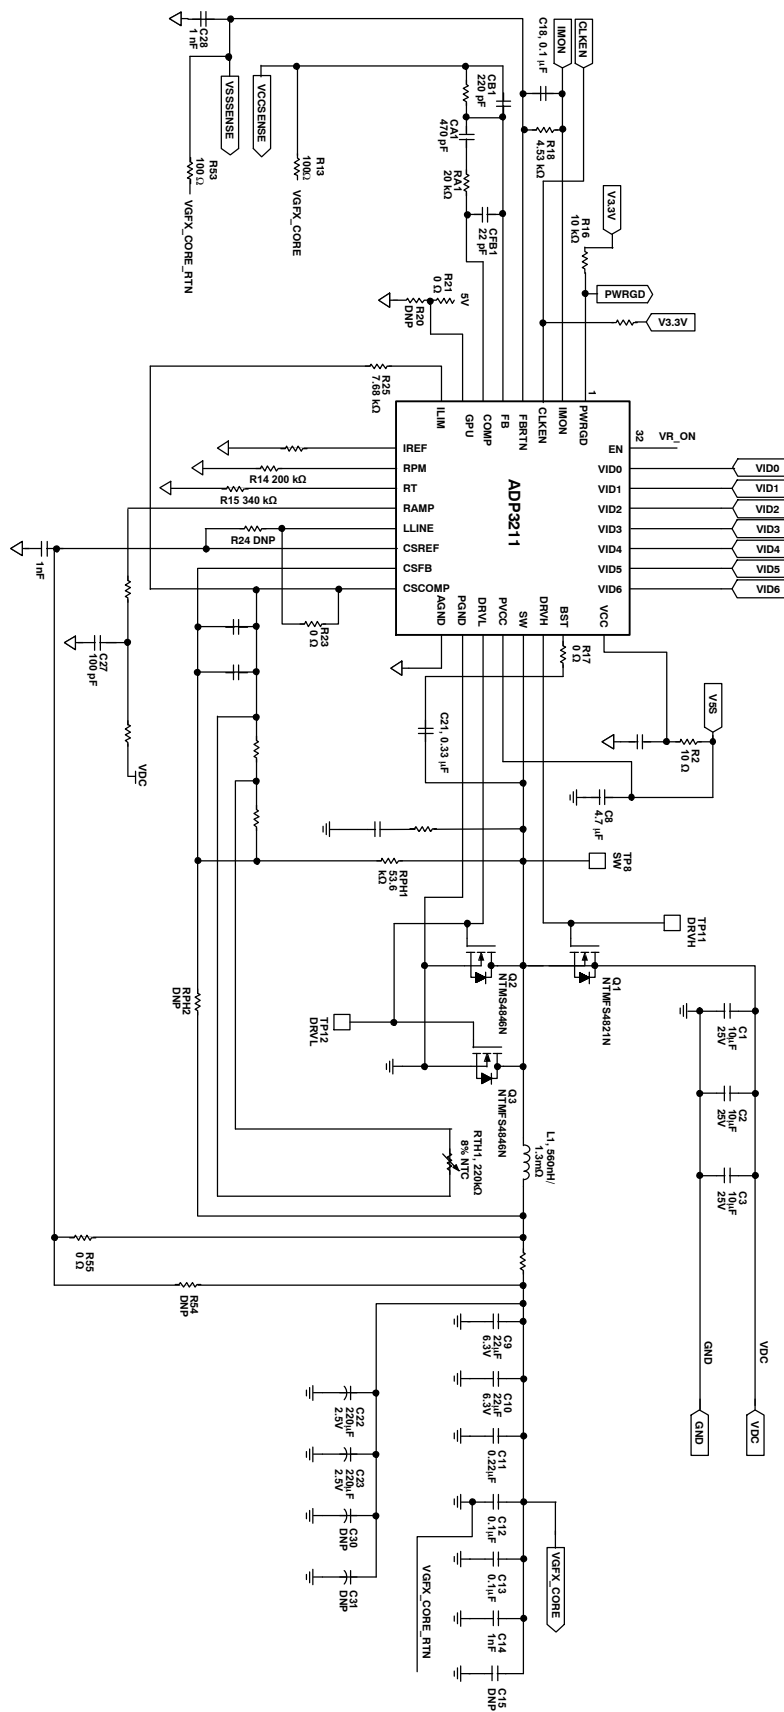 C28
1 nF
VSSSENSE
R53
100 Ω
VGFX_CORE_RTN
VCCSENSE
R13
100Ω
VGFX_CORE
CB1
220 pF
CA1
470 pF
RA1
20 kΩ
CFB1
22 pF
C18, 0.1 μF
IMON
CLKEN
R18
4.53 kΩ
V3.3V
R16
10 kΩ
PWRGD
V3.3V
5V
R21
0 Ω
R20
DNP
R25
7.68 kΩ
1
PWRGD
IMON
CLKEN
FBRTN
FB
COMP
GPU
ILIM
IREF
RPM
RT
RAMP
LLINE
CSREF
CSFB
CSCOMP
ADP3211
32
VR_ON
EN
VID0
VID1
VID2
VID3
VID4
VID5
VID6
VID0
VID1
VID2
VID3
VID4
VID5
VID6
VCC
BST
DRVH
SW
PVCC
DRVL
PGND
AGND
R14 200 kΩ
R15 340 kΩ
R24 DNP
1nF
R23
0 Ω
C27
100 pF
VDC
R17
0 Ω
C21, 0.33 μF
V5S
R2
10 Ω
C8
4.7 μF
TP8
SW
RPH1
53.6
kΩ
TP11
DRVH
Q1
NTMFS4821N
Q2
NTMS4846N
TP12
DRVL
Q3
NTMFS4846N
RPH2
DNP
C1
10μF
25V
C2
10μF
25V
C3
10μF
25V
L1, 560nH/
1.3mΩ
RTH1, 220kΩ
8% NTC
R55
0 Ω
R54
DNP
VDC
GND
VDC
GND
C9
22μF
6.3V
C10
22μF
6.3V
C11
0.22μF
C12
0.1μF
C13
0.1μF
C14
1nF
C15
DNP
C22
220μF
2.5V
C23
220μF
2.5V
C30
DNP
C31
DNP
VGFX_CORE
VGFX_CORE_RTN